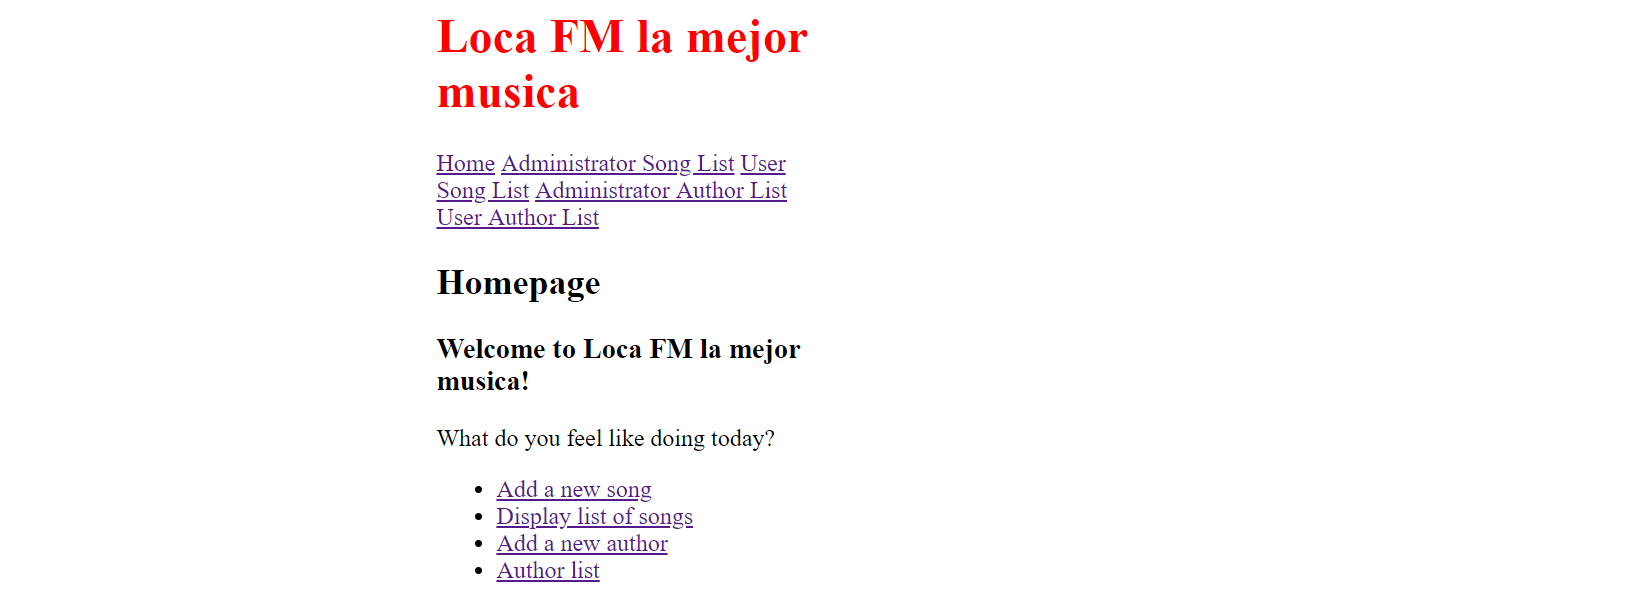 Loca FM la mejor
musica
Home Administrator Song List User
Song List Administrator Author List
User Author List
Homepage
Welcome to Loca FM la mejor
musica!
What do you feel like doing today?
Add a new song
Display list of songs
Add a new author
Author list